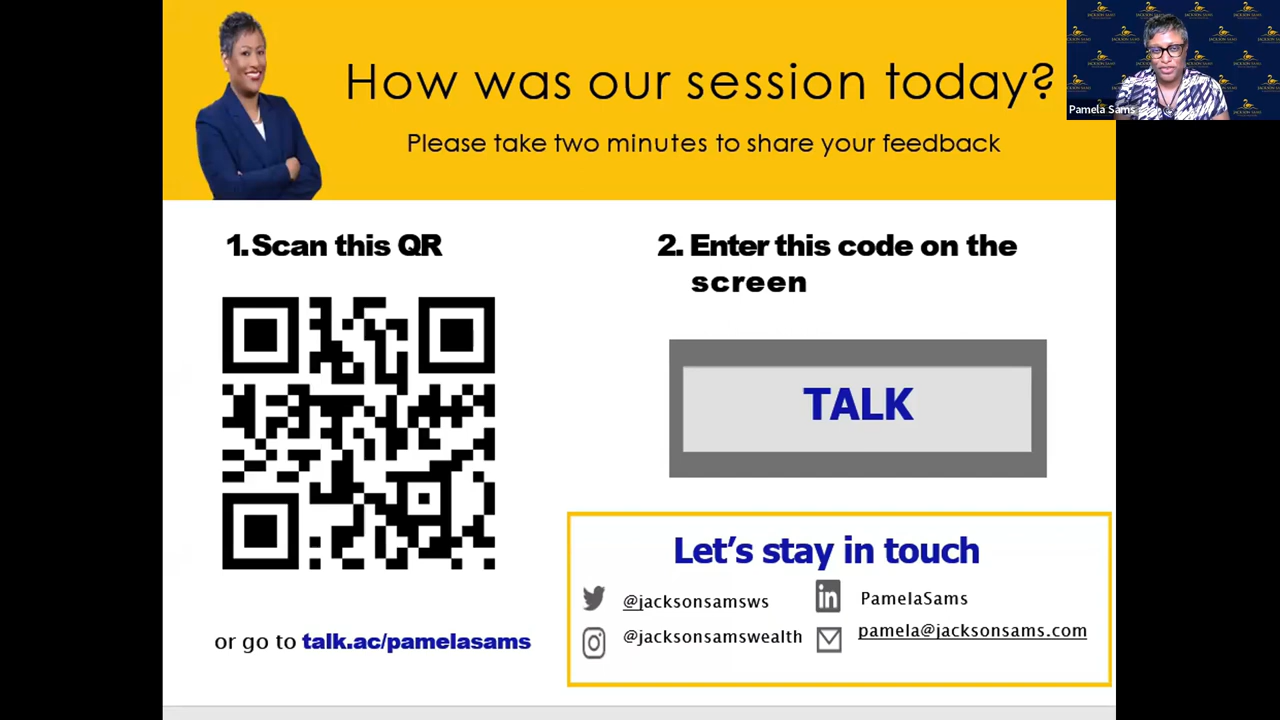 How was our session today?
Please take two minutes to share your feedback
Pamela Sams
1. Scan this QR
2. Enter this code on the
screen
TALK
Let's stay in touch
@jacksonsamsws
PamelaSams
@jacksonsamswealth
pamela@jacksonsams.com
or go to talk.ac/pamelasams
JACKSON SAMS